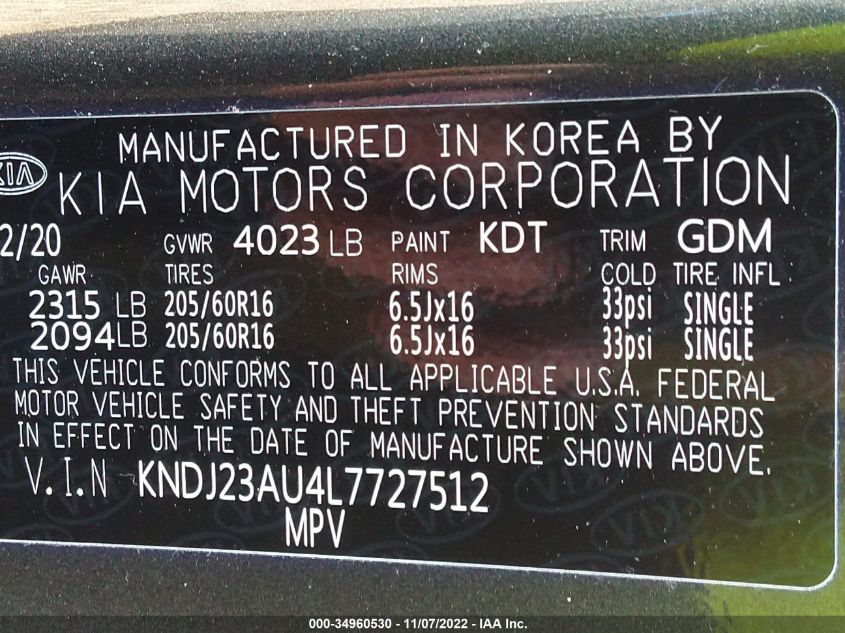 MANUFACTURED IN KOREA BY
KIA
KIA MOTORS CORPORATION
2/20 GVWR 4023 LB PAINT KDT TRIM GDM
GAWR TIRES RIMS COLD TIRE INFL
2315 LB 205/60R16 6.5Jx16 33psi SINGLE
2094 LB 205/60R16 6.5Jx16 33psi SINGLE
THIS VEHICLE CONFORMS TO ALL APPLICABLE U.S.A. FEDERAL
MOTOR VEHICLE SAFETY AND THEFT PREVENTION STANDARDS
IN EFFECT ON THE DATE OF MANUFACTURE SHOWN ABOVE.
V.I.N KNDJ23AU4L7727512
MPV
000-34960530 - 11/07/2022 - IAA Inc.